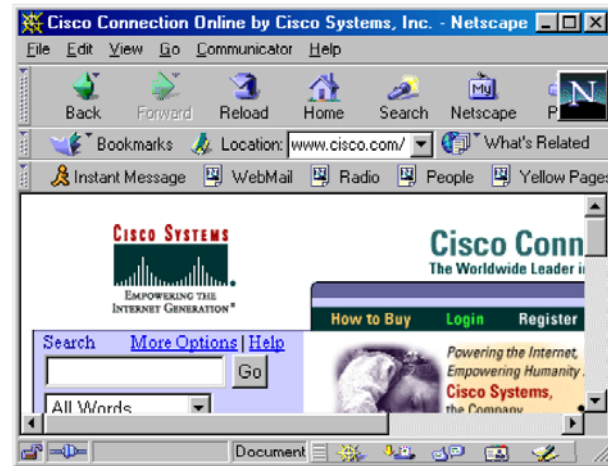 Cisco Connection Online by Cisco Systems, Inc. - Netscape
File Edit View Go Communicator Help
Back Forward Reload Home Search Netscape P
N
Bookmarks Location: www.cisco.com/ What's Related
Instant Message WebMail Radio People Yellow Pages
CISCO SYSTEMS
EMPOWERING THE
INTERNET GENERATION
Cisco Conn
The Worldwide Leader i
How to Buy Login Register
Search More Options | Help
Go
All Words
Powering the Internet,
Empowering Humanity.
Cisco Systems,
the Company
Document